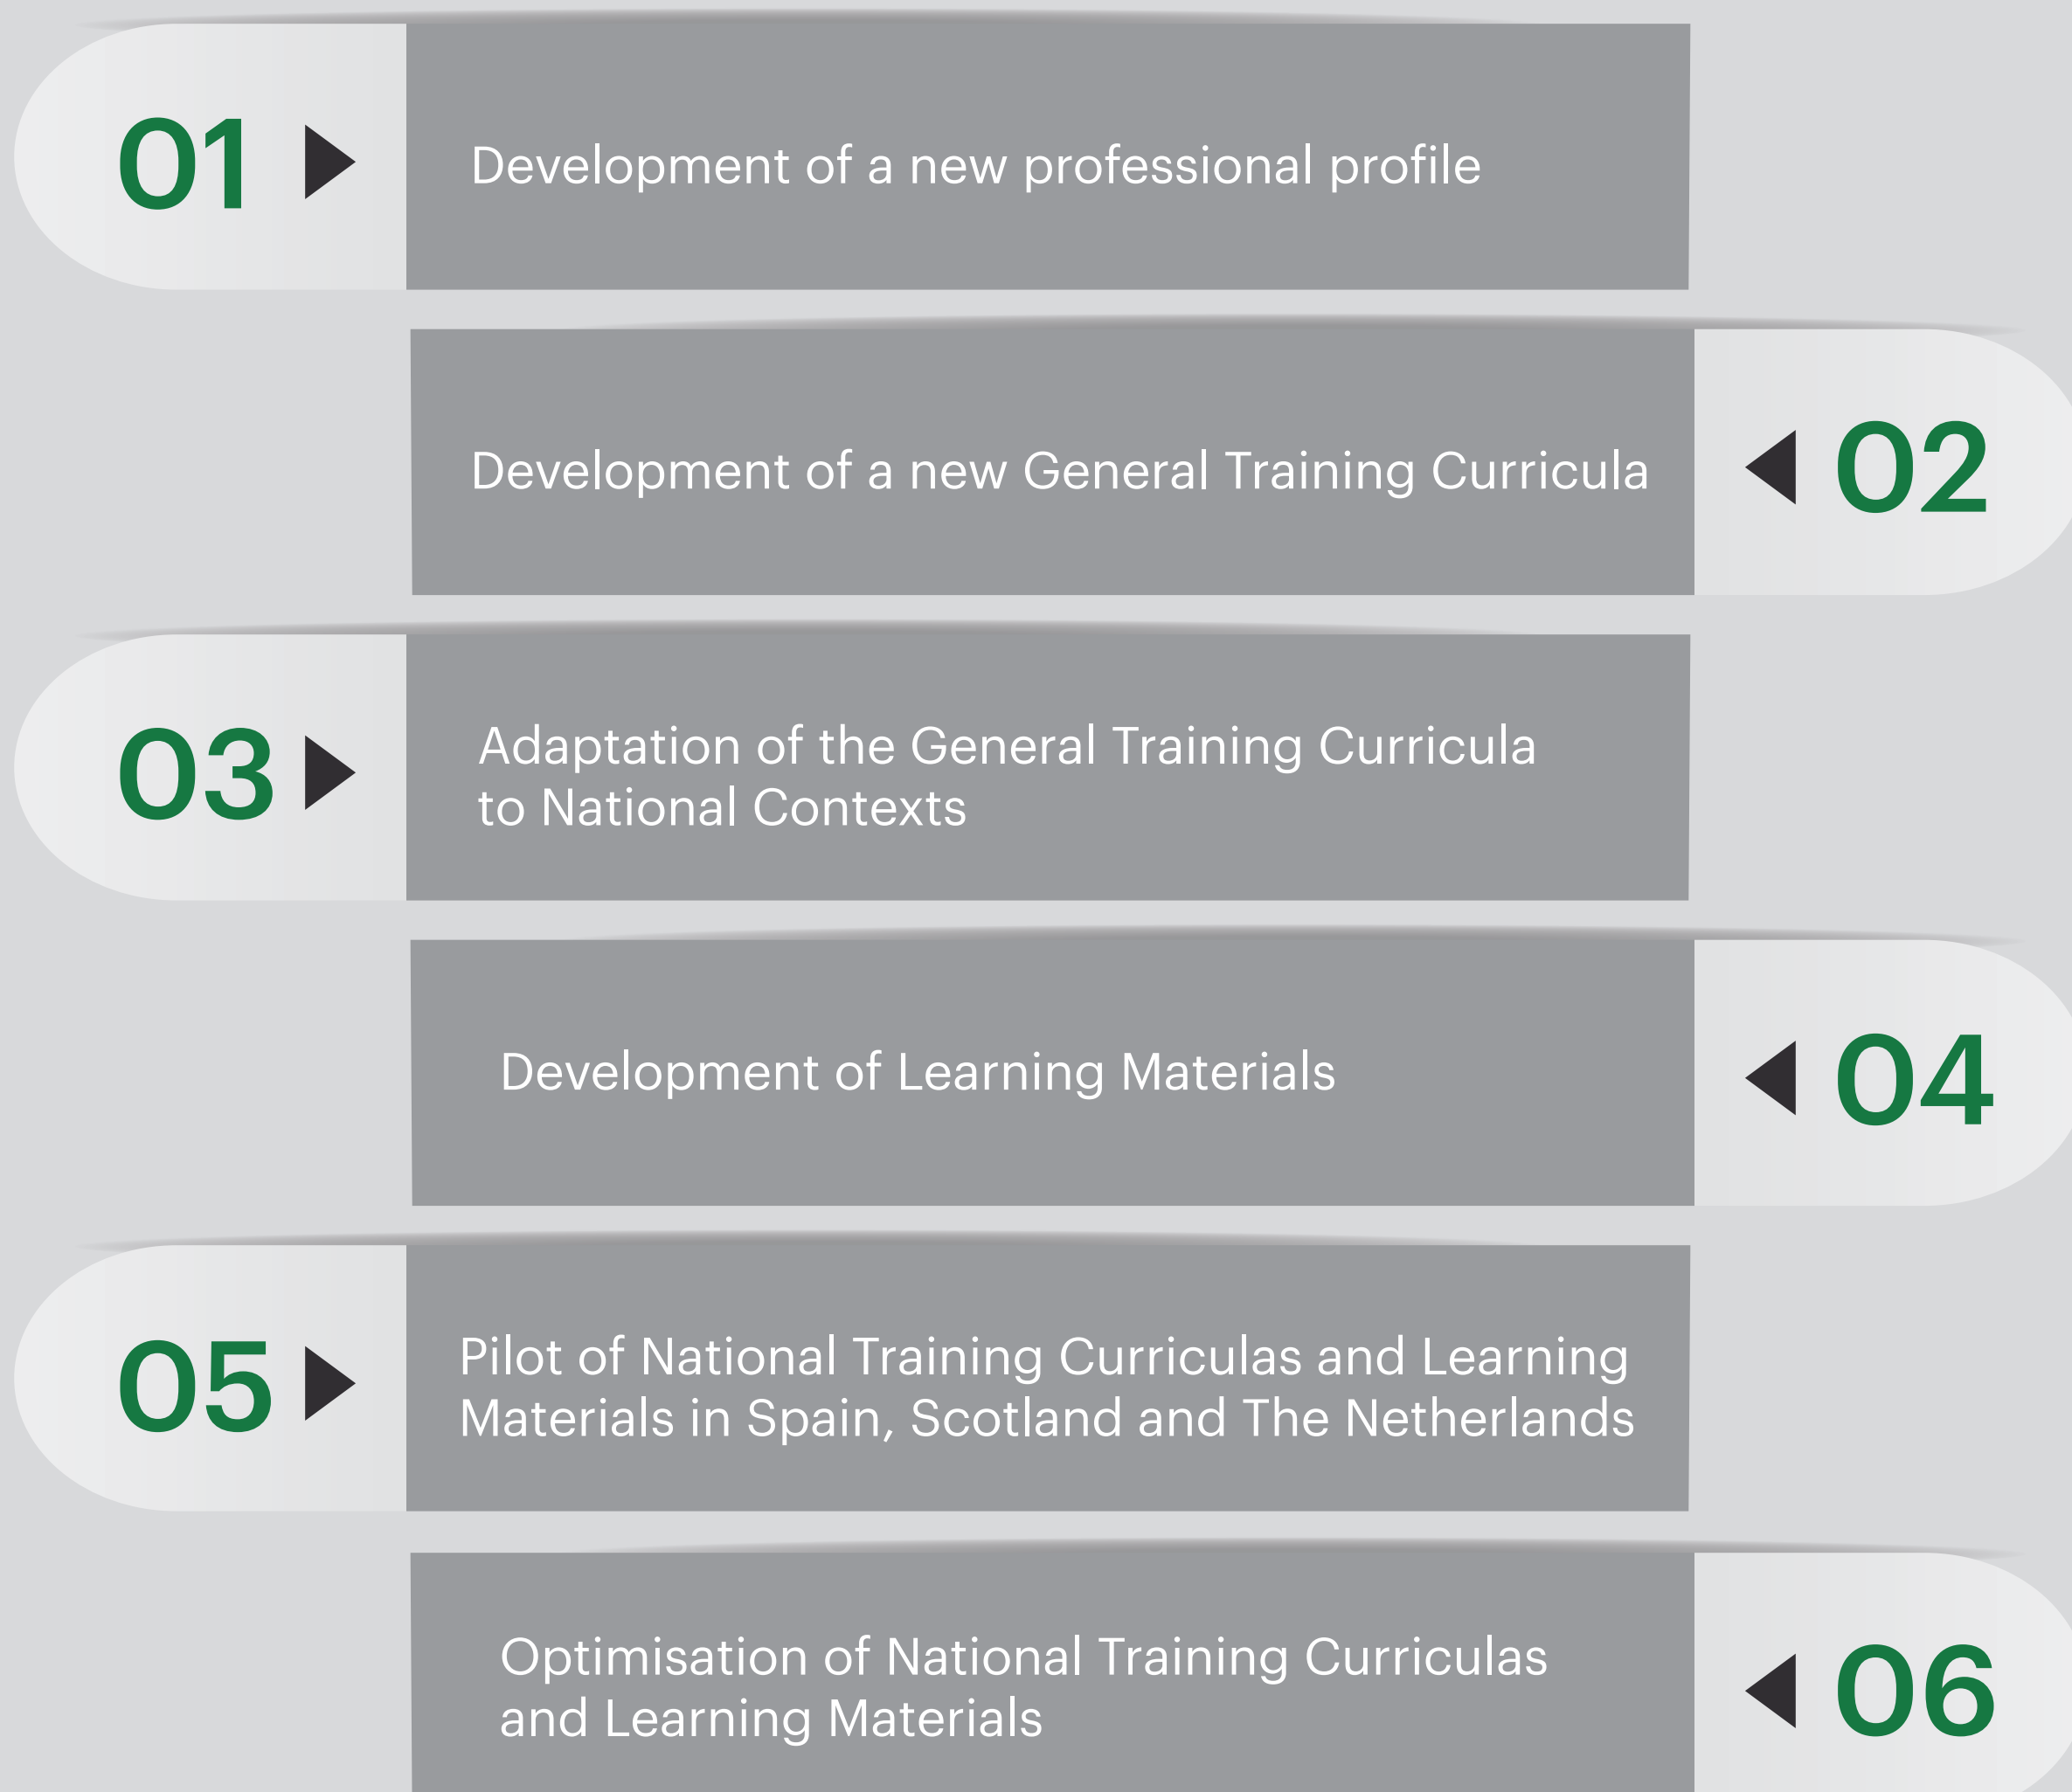 01
Development of a new professional profile
Development of a new General Training Curricula
02
03
Adaptation of the General Training Curricula
to National Contexts
Development of Learning Materials
04
05
Pilot of National Training Curriculas and Learning
Materials in Spain, Scotland and The Netherlands
Optimisation of National Training Curriculas
and Learning Materials
06